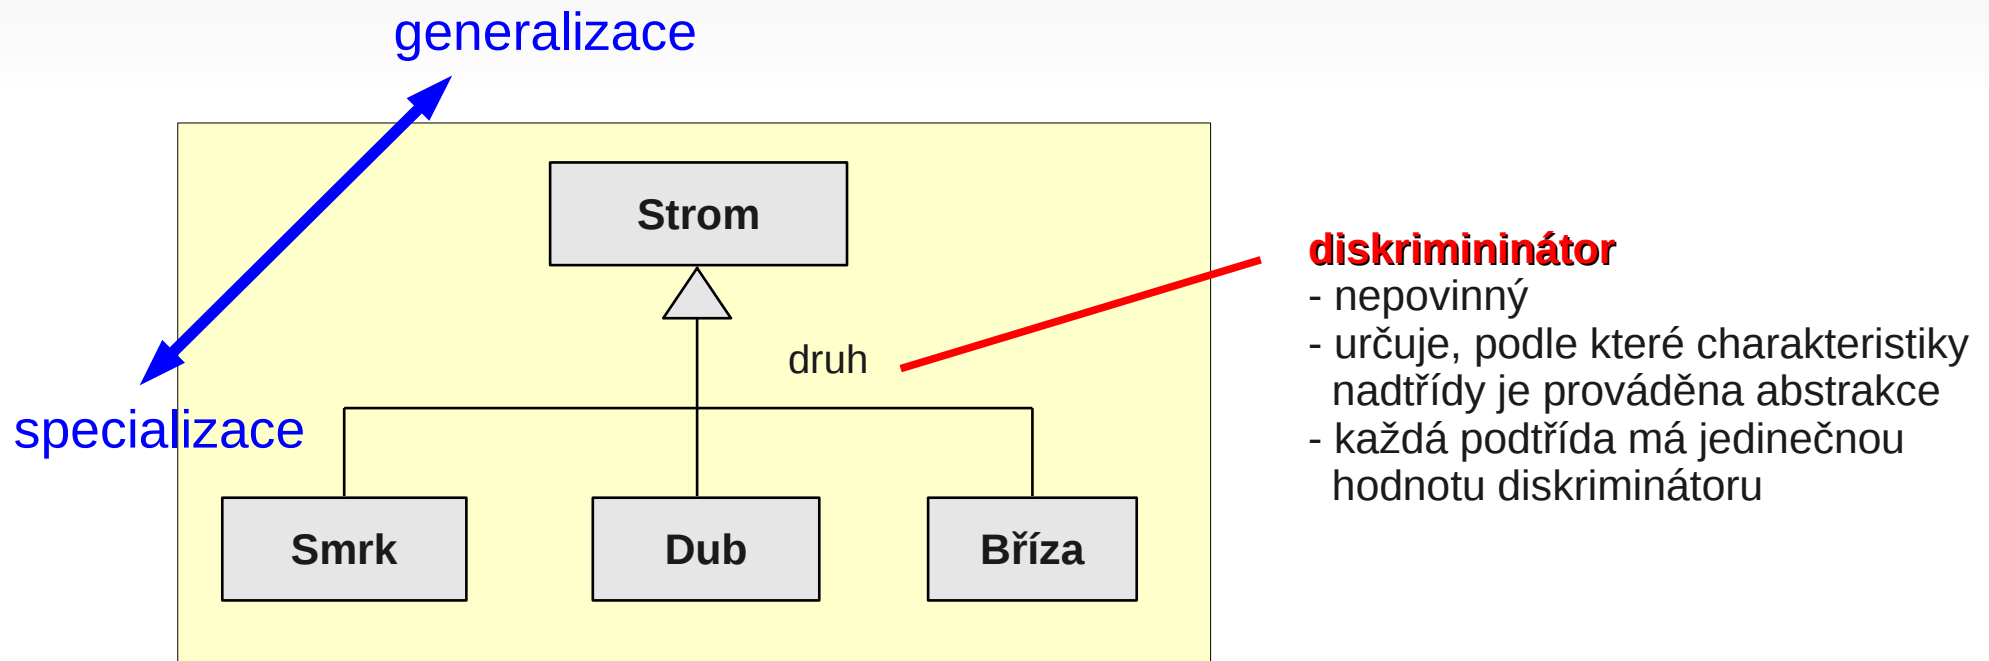 generalizace
Strom
diskrimininátor
- nepovinný
- určuje, podle které charakteristiky
nadtřídy je prováděna abstrakce
- každá podtřída má jedinečnou
hodnotu diskriminátoru
druh
specializace
Smrk
Dub
Bříza